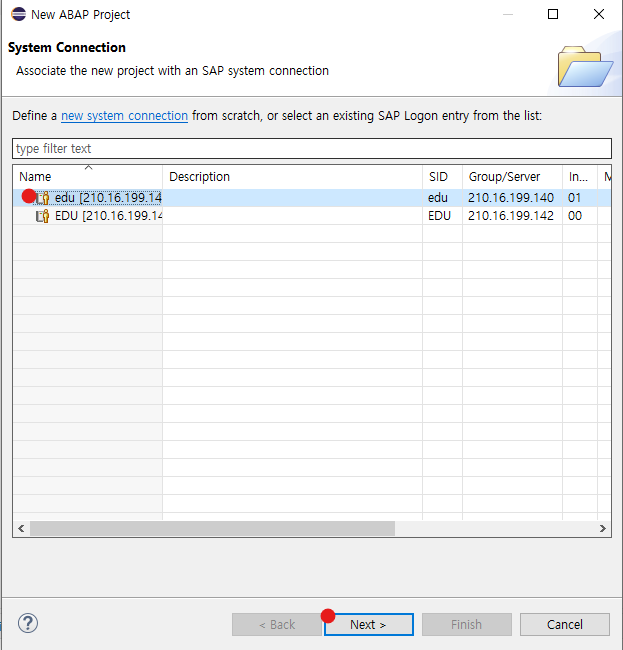 New ABAP Project
System Connection
Associate the new project with an SAP system connection
Define a new system connection from scratch, or select an existing SAP Logon entry from the list:
type filter text
Name Description SID Group/Server In... M
edu [210.16.199.14 edu 210.16.199.140 01
EDU [210.16.199.14 EDU 210.16.199.142 00
< Back Next > Finish Cancel